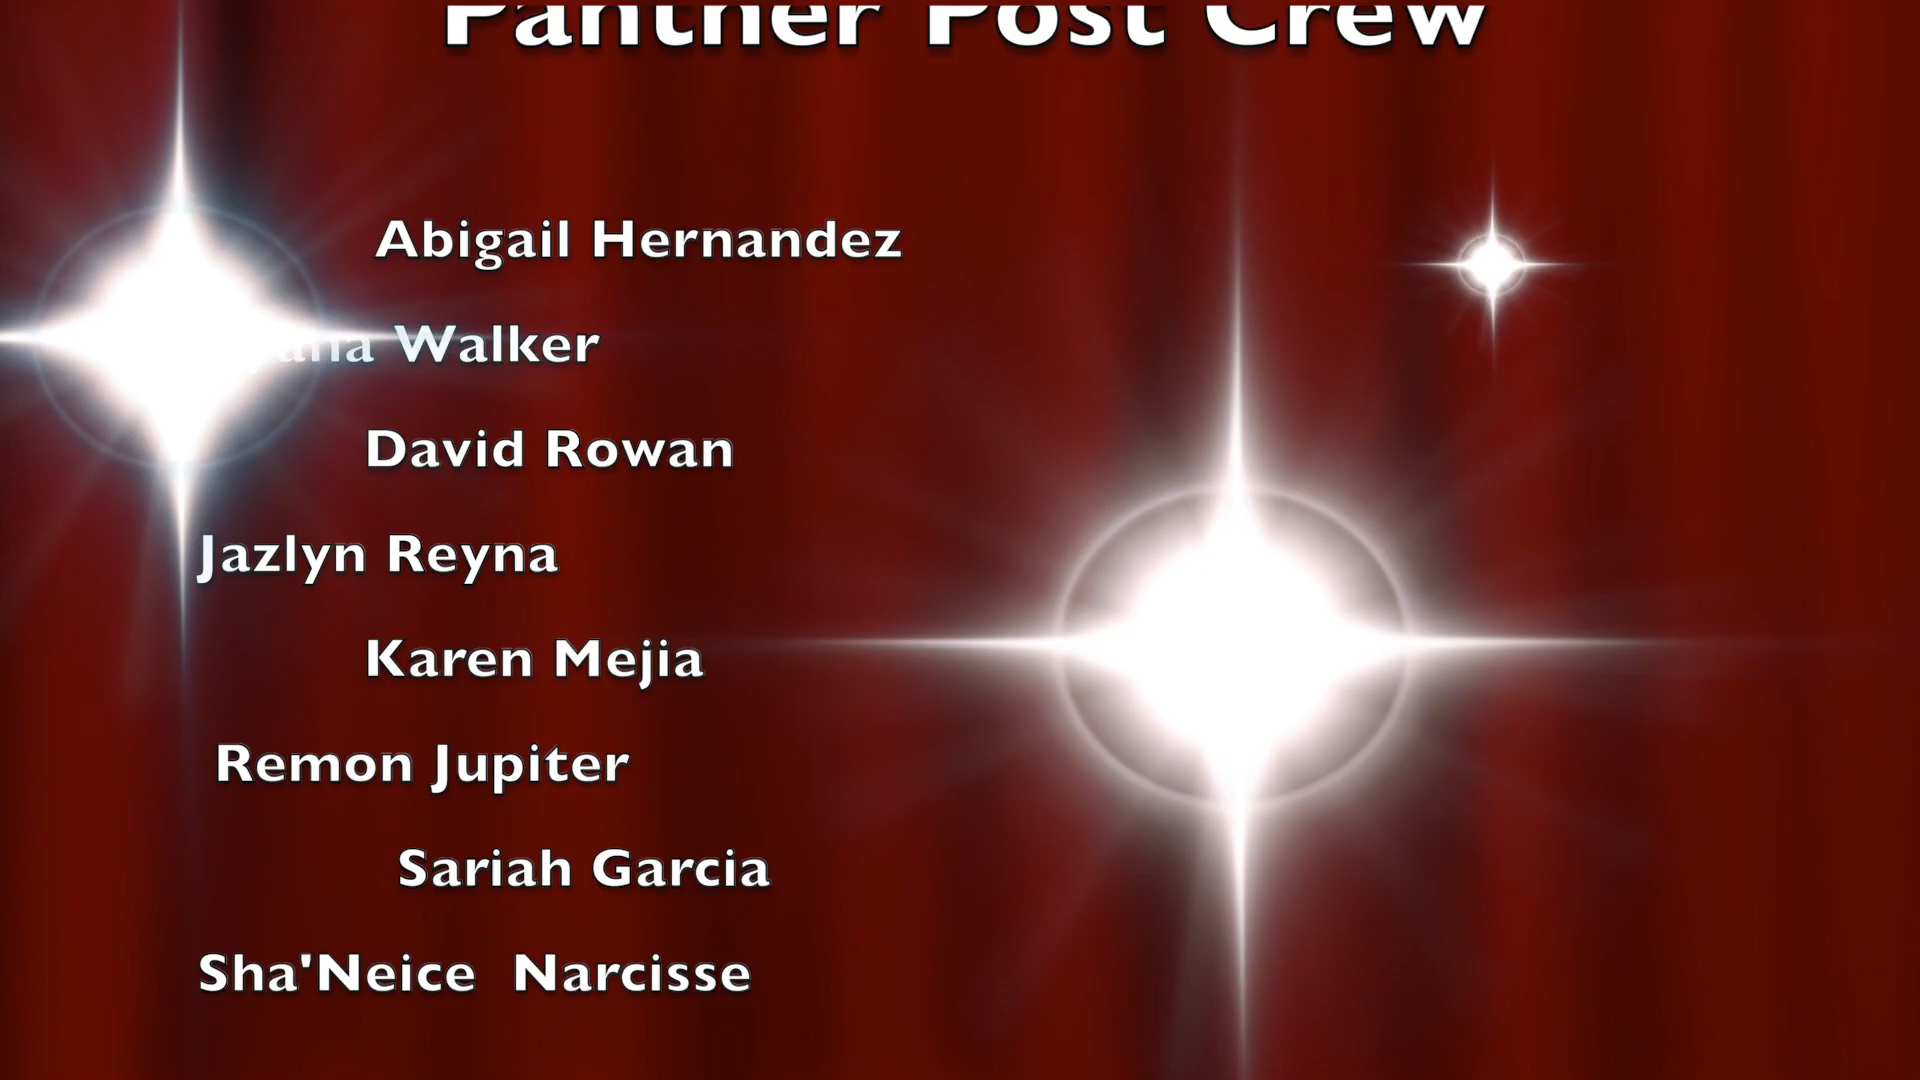 Panther Post Crew
Abigail Hernandez
Walker
David Rowan
Jazlyn Reyna
Karen Mejia
Remon Jupiter
Sariah Garcia
Sha'Neice Narcisse